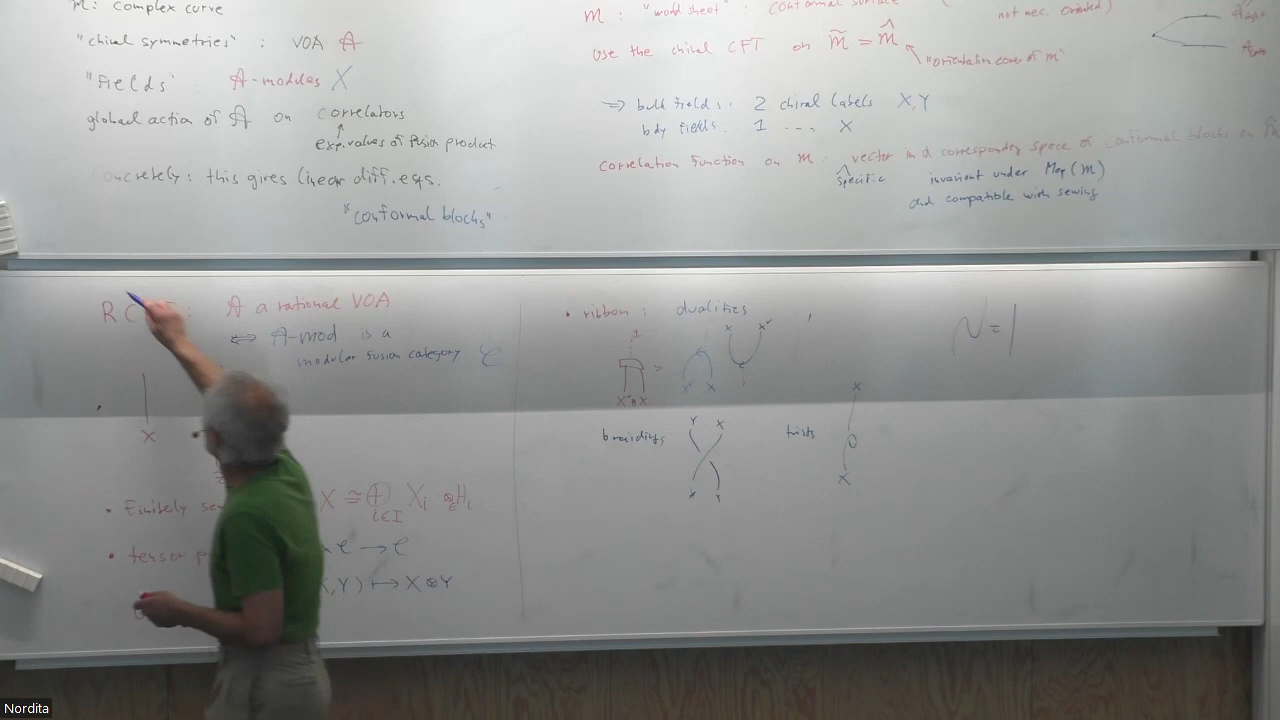 m: complex curve
"chiral symmetries" : VOA A
"Fields" : A-modules X
global action of A on correlators
exp. values of fusion product
concretely: this gives linear diff. eqs.
"conformal blocks"
m : "world sheet" : conformal surface
not nec. oriented)
Use the chiral CFT on m̃ = m̂
"orientation cover of m"
⇒ bulk fields: 2 chiral labels X, Y
bdy fields: 1 --- X
correlation function on m : vector in a corresponding space of conformal blocks on m̂
specific invariant under Map(m)
and compatible with sewing
RC : A a rational VOA
⇔ A-mod is a
modular fusion category C
X
• Finitely se X ≅ ⊕ Xᵢ ⊗ Hᵢ
i∈I
• tensor p C → C
,Y) ↦ X ⊗ Y
• ribbon : dualities
1
X X
=
X X
X X
braidings
Y X
X Y
twists
X
X
N=1
Nordita